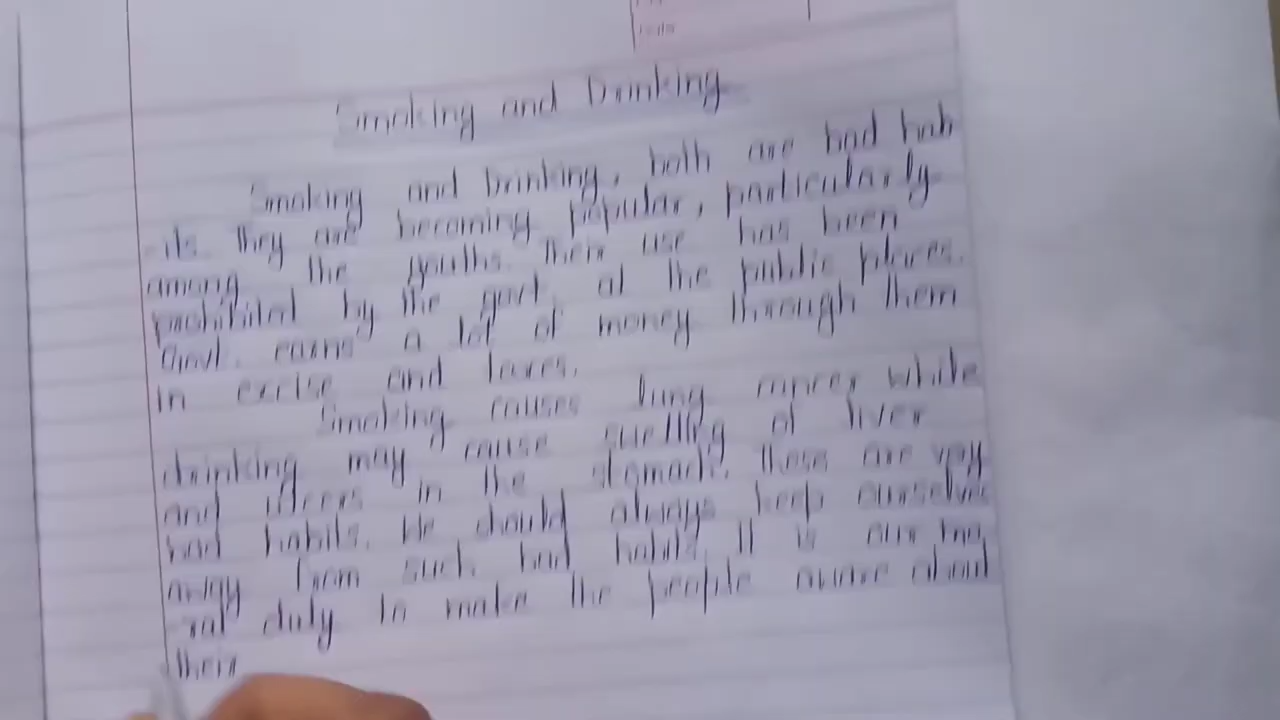 Smoking and Drinking
Smoking and Drinking, both are bad hab
-its. They are becoming popular, particularly
among the youths. Their use has been
prohibited by the govt. at the public places.
Govt. earns a lot of money through them
in excise and taxes.
Smoking causes lung cancer while
drinking may cause swelling of liver
and ulcers in the stomach. These are very
bad habits. We should always keep ourselves
away from such bad habits. It is our mo
-ral duty to make the people aware about
their